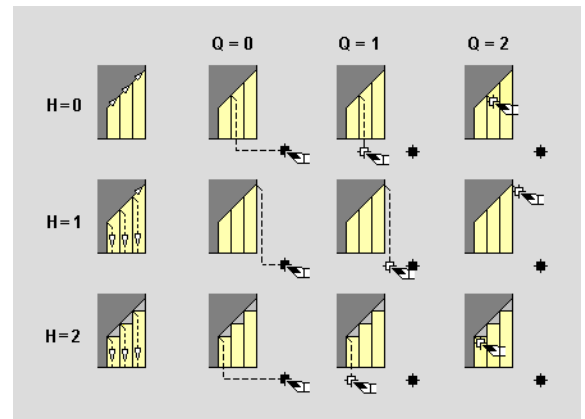 Q = 0 Q = 1 Q = 2
H=0
H=1
H=2